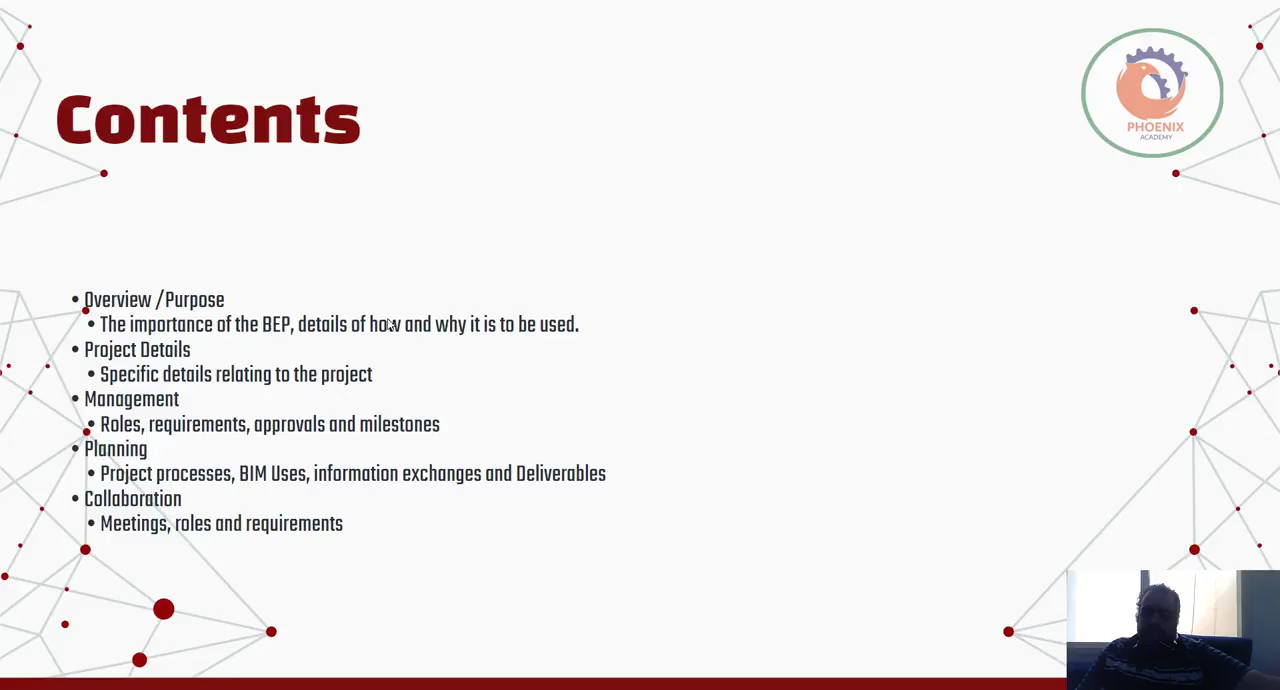 Contents
PHOENIX
ACADEMY
• Overview /Purpose
• The importance of the BEP, details of how and why it is to be used.
• Project Details
• Specific details relating to the project
• Management
• Roles, requirements, approvals and milestones
• Planning
• Project processes, BIM Uses, information exchanges and Deliverables
• Collaboration
• Meetings, roles and requirements